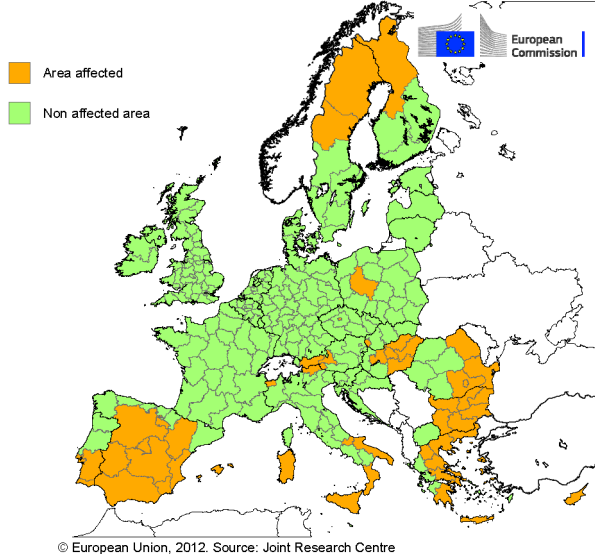 European
Commission
Area affected
Non affected area
© European Union, 2012. Source: Joint Research Centre